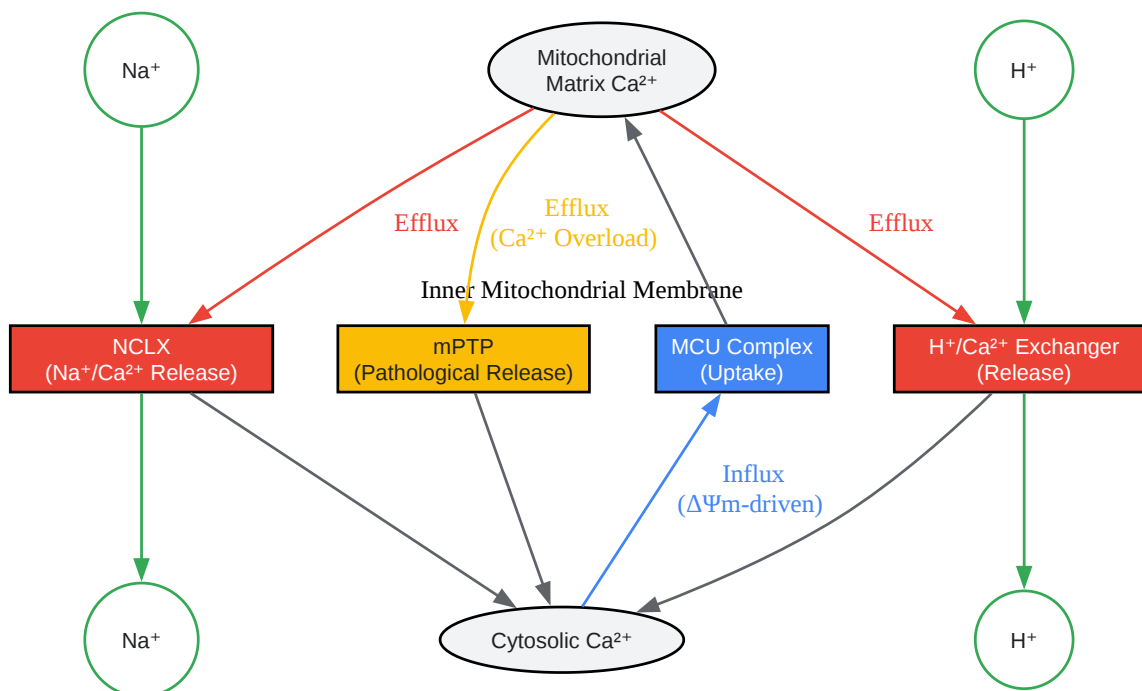 Na⁺
Mitochondrial
Matrix Ca²⁺
H⁺
Efflux
Efflux
(Ca²⁺ Overload)
Efflux
Inner Mitochondrial Membrane
NCLX
(Na⁺/Ca²⁺ Release)
mPTP
(Pathological Release)
MCU Complex
(Uptake)
H⁺/Ca²⁺ Exchanger
(Release)
Influx
(ΔΨm-driven)
Na⁺
Cytosolic Ca²⁺
H⁺